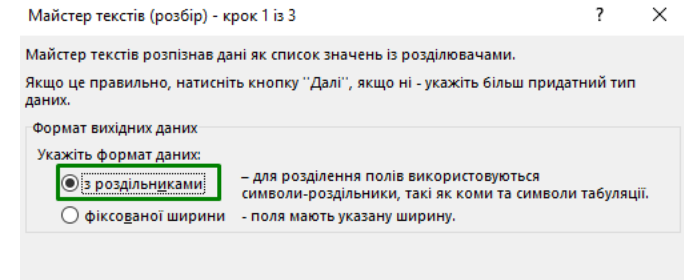 Майстер текстів (розбір) - крок 1 із 3 ? ×
Майстер текстів розпізнав дані як список значень із розділювачами.
Якщо це правильно, натисніть кнопку "Далі", якщо ні - укажіть більш придатний тип
даних.
Формат вихідних даних
Укажіть формат даних:
з роздільниками – для розділення полів використовуються
символи-роздільники, такі як коми та символи табуляції.
фіксованої ширини - поля мають указану ширину.